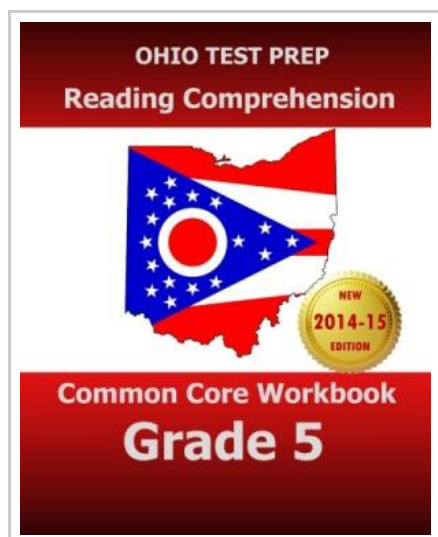 OHIO TEST PREP
Reading Comprehension
NEW
2014-15
EDITION
Common Core Workbook
Grade 5